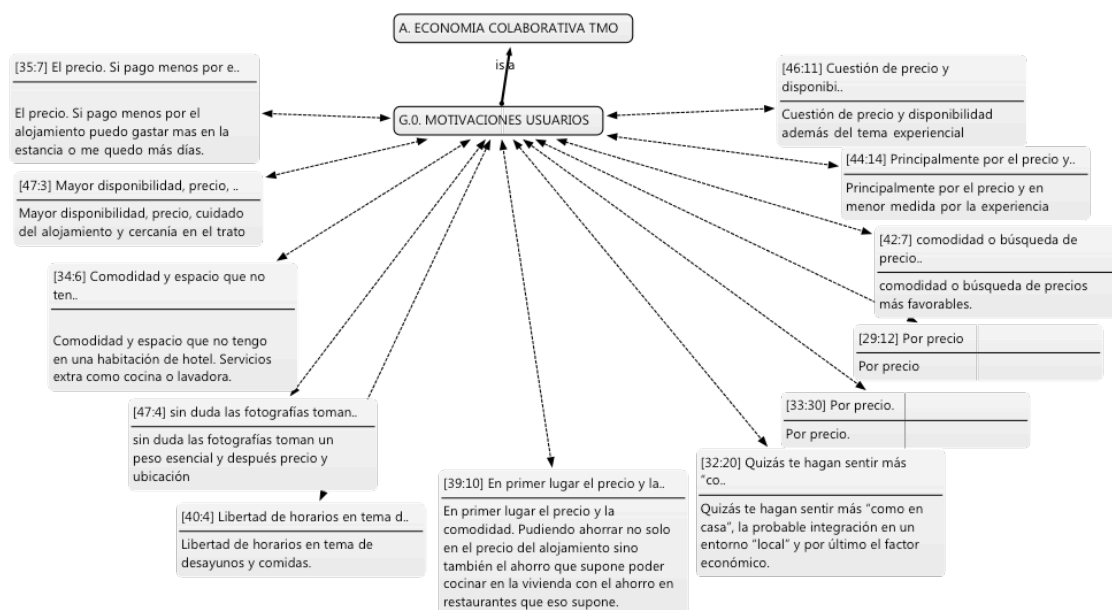 A. ECONOMIA COLABORATIVA TMO
is a
G.0. MOTIVACIONES USUARIOS
[35:7] El precio. Si pago menos por e..
El precio. Si pago menos por el
alojamiento puedo gastar mas en la
estancia o me quedo más días.
[47:3] Mayor disponibilidad, precio, ..
Mayor disponibilidad, precio, cuidado
del alojamiento y cercanía en el trato
[34:6] Comodidad y espacio que no
ten..
Comodidad y espacio que no tengo
en una habitación de hotel. Servicios
extra como cocina o lavadora.
[47:4] sin duda las fotografías toman..
sin duda las fotografías toman un
peso esencial y después precio y
ubicación
[40:4] Libertad de horarios en tema d..
Libertad de horarios en tema de
desayunos y comidas.
[39:10] En primer lugar el precio y la..
En primer lugar el precio y la
comodidad. Pudiendo ahorrar no solo
en el precio del alojamiento sino
también el ahorro que supone poder
cocinar en la vivienda con el ahorro en
restaurantes que eso supone.
[46:11] Cuestión de precio y
disponibi..
Cuestión de precio y disponibilidad
además del tema experiencial
[44:14] Principalmente por el precio y..
Principalmente por el precio y en
menor medida por la experiencia
[42:7] comodidad o búsqueda de
precio..
comodidad o búsqueda de precios
más favorables.
[29:12] Por precio
Por precio
[33:30] Por precio.
Por precio.
[32:20] Quizás te hagan sentir más
“co..
Quizás te hagan sentir más “como en
casa”, la probable integración en un
entorno “local” y por último el factor
económico.